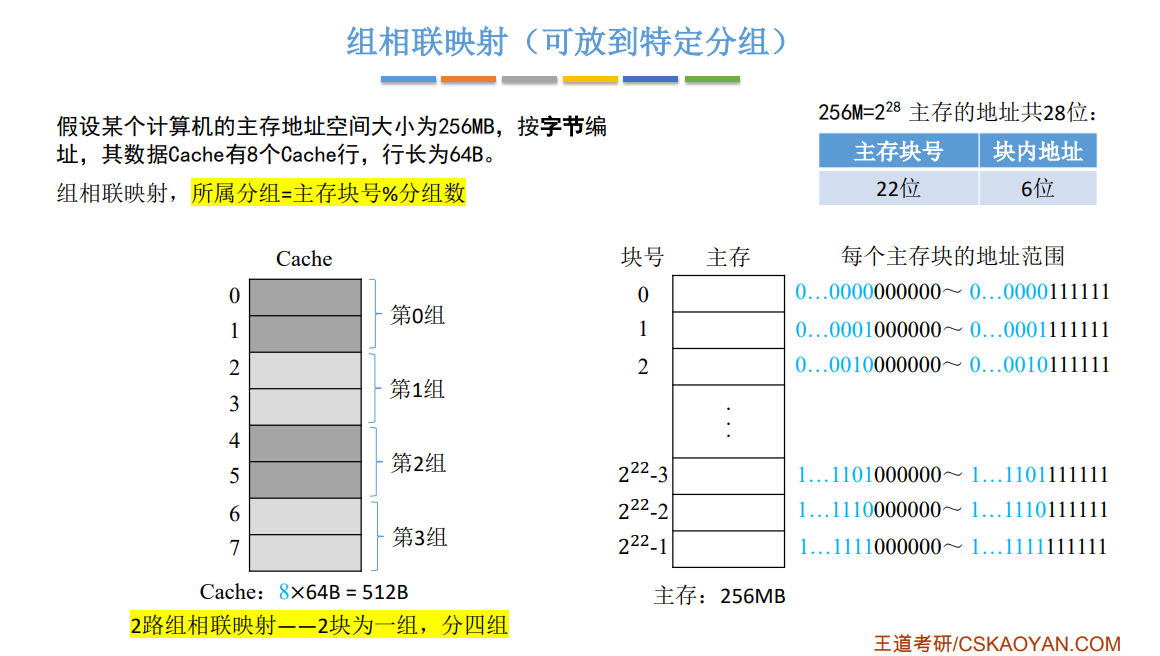 组相联映射（可放到特定分组）
假设某个计算机的主存地址空间大小为256MB，按字节编
址，其数据Cache有8个Cache行，行长为64B。
组相联映射，所属分组=主存块号%分组数
256M=2²⁸ 主存的地址共28位：
主存块号 块内地址
22位 6位
Cache
0
1
2
3
4
5
6
7
第0组
第1组
第2组
第3组
Cache：8×64B = 512B
2路组相联映射——2块为一组，分四组
块号 主存 每个主存块的地址范围
0 0…0000000000～ 0…0000111111
1 0…0001000000～ 0…0001111111
2 0…0010000000～ 0…0010111111
⋮
2²²-3 1…1101000000～ 1…1101111111
2²²-2 1…1110000000～ 1…1110111111
2²²-1 1…1111000000～ 1…1111111111
主存：256MB
王道考研/CSKAOYAN.COM